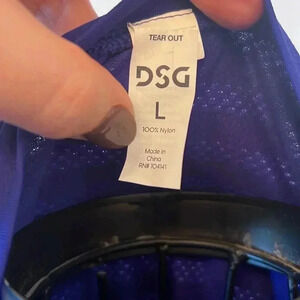 TEAR OUT
DSG
L
100% Nylon
Made in
China
RN# 104141